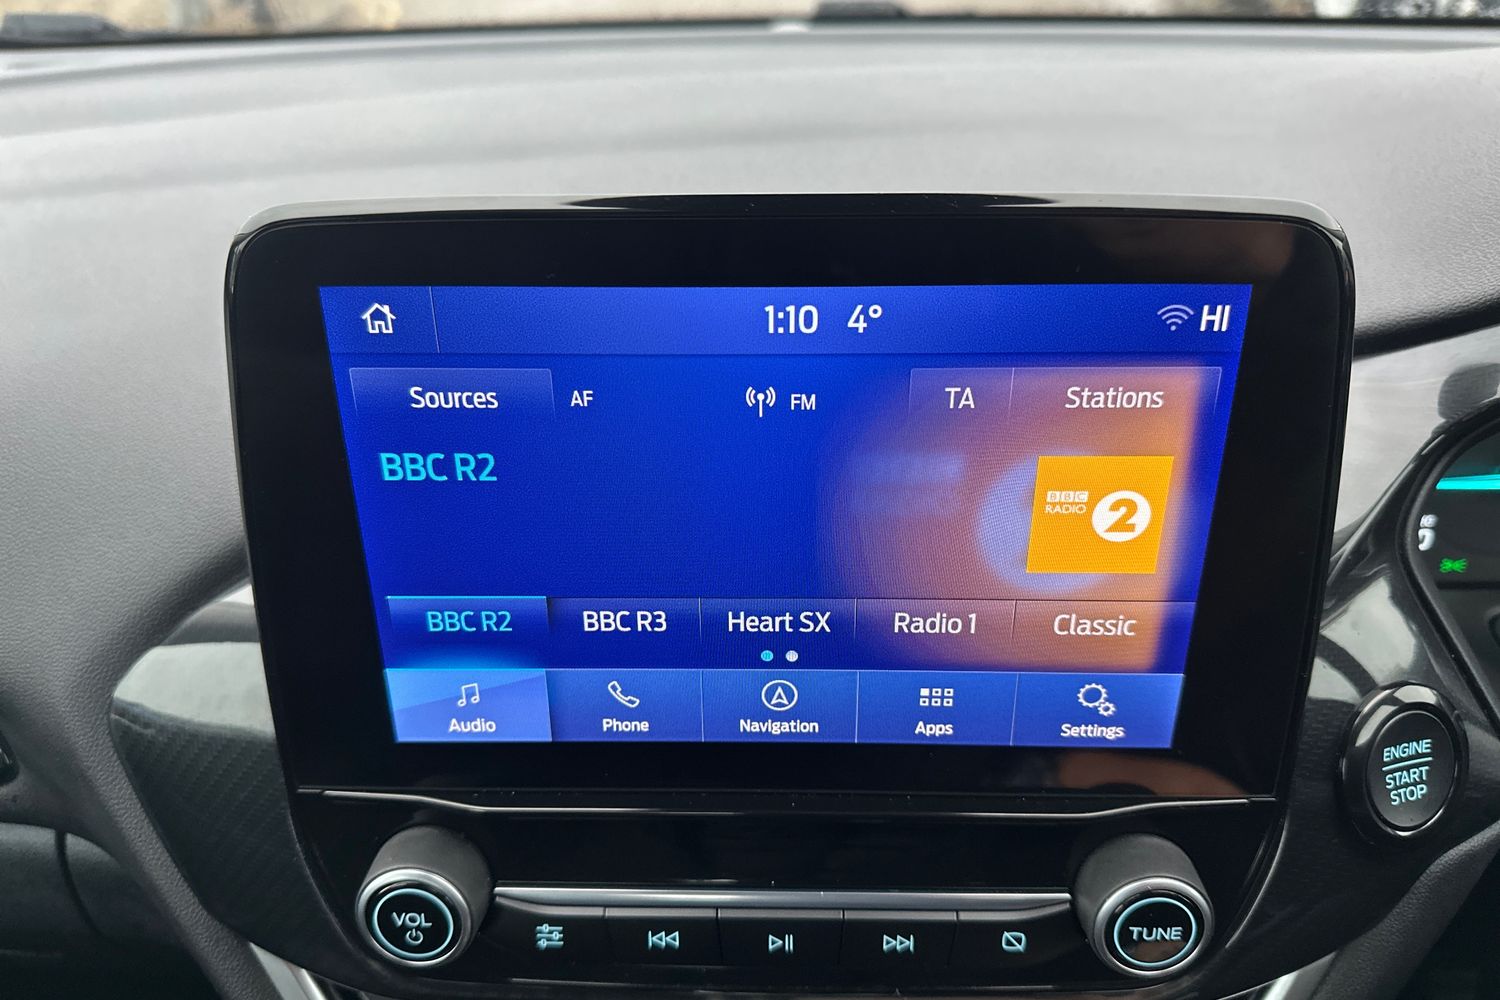 1:10 4° HI
Sources AF FM TA Stations
BBC R2
BBC
RADIO 2
BBC R2 BBC R3 Heart SX Radio 1 Classic
Audio Phone Navigation Apps Settings
ENGINE
START
STOP
VOL
TUNE